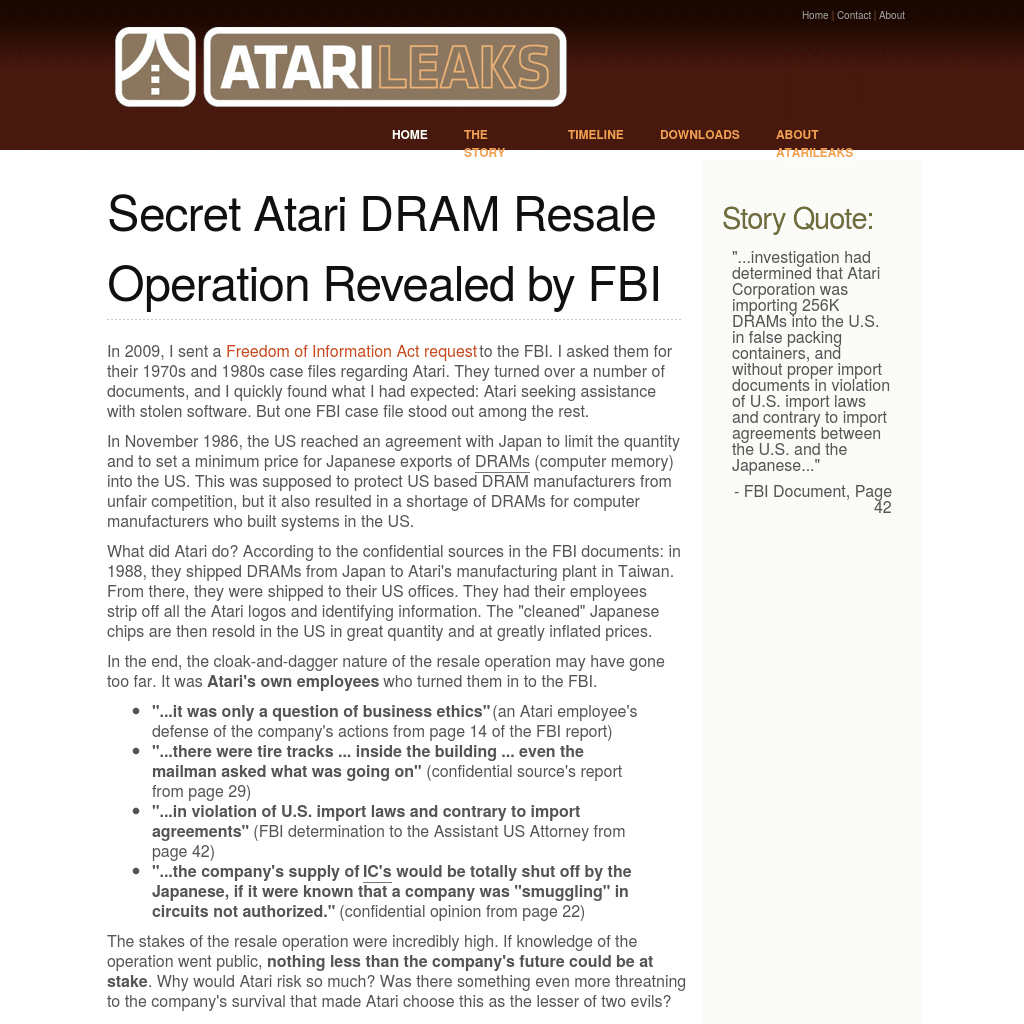 Home | Contact | About
ATARILEAKS
HOME
THE STORY
TIMELINE
DOWNLOADS
ABOUT ATARILEAKS
Secret Atari DRAM Resale
Operation Revealed by FBI
In 2009, I sent a Freedom of Information Act request to the FBI. I asked them for
their 1970s and 1980s case files regarding Atari. They turned over a number of
documents, and I quickly found what I had expected: Atari seeking assistance
with stolen software. But one FBI case file stood out among the rest.
In November 1986, the US reached an agreement with Japan to limit the quantity
and to set a minimum price for Japanese exports of DRAMs (computer memory)
into the US. This was supposed to protect US based DRAM manufacturers from
unfair competition, but it also resulted in a shortage of DRAMs for computer
manufacturers who built systems in the US.
What did Atari do? According to the confidential sources in the FBI documents: in
1988, they shipped DRAMs from Japan to Atari's manufacturing plant in Taiwan.
From there, they were shipped to their US offices. They had their employees
strip off all the Atari logos and identifying information. The "cleaned" Japanese
chips are then resold in the US in great quantity and at greatly inflated prices.
In the end, the cloak-and-dagger nature of the resale operation may have gone
too far. It was Atari's own employees who turned them in to the FBI.
• "...it was only a question of business ethics" (an Atari employee's
defense of the company's actions from page 14 of the FBI report)
• "...there were tire tracks ... inside the building ... even the
mailman asked what was going on" (confidential source's report
from page 29)
• "...in violation of U.S. import laws and contrary to import
agreements" (FBI determination to the Assistant US Attorney from
page 42)
• "...the company's supply of IC's would be totally shut off by the
Japanese, if it were known that a company was "smuggling" in
circuits not authorized." (confidential opinion from page 22)
The stakes of the resale operation were incredibly high. If knowledge of the
operation went public, nothing less than the company's future could be at
stake. Why would Atari risk so much? Was there something even more threatning
to the company's survival that made Atari choose this as the lesser of two evils?
Story Quote:
"...investigation had
determined that Atari
Corporation was
importing 256K
DRAMs into the U.S.
in false packing
containers, and
without proper import
documents in violation
of U.S. import laws
and contrary to import
agreements between
the U.S. and the
Japanese..."
- FBI Document, Page
42